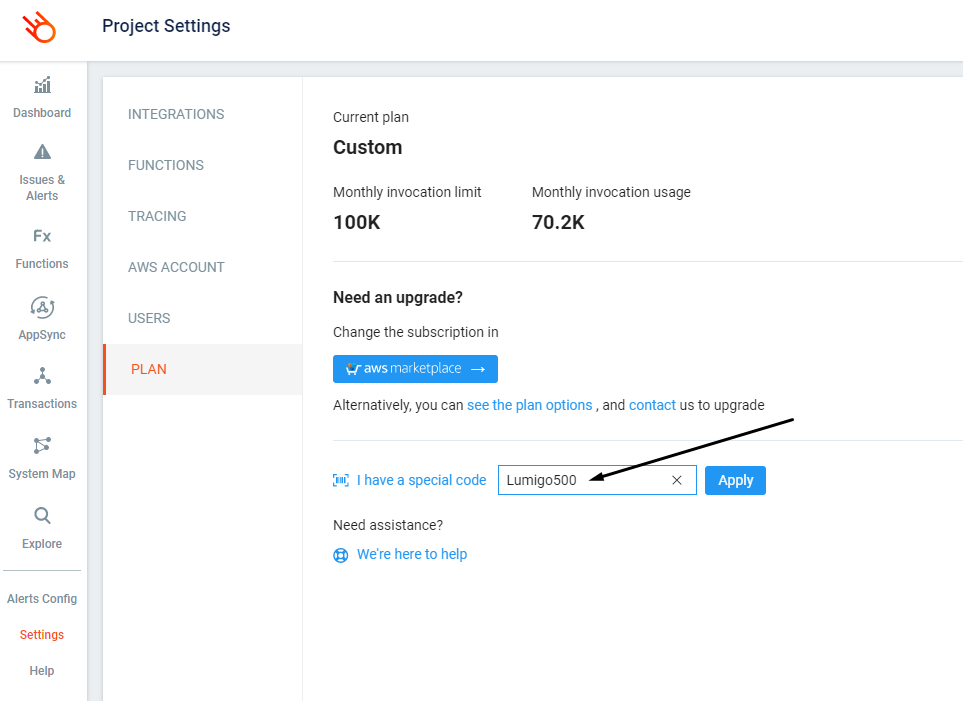 Project Settings
Dashboard
Issues &
Alerts
Fx
Functions
AppSync
Transactions
System Map
Explore
Alerts Config
Settings
Help
INTEGRATIONS
FUNCTIONS
TRACING
AWS ACCOUNT
USERS
PLAN
Current plan
Custom
Monthly invocation limit Monthly invocation usage
100K 70.2K
Need an upgrade?
Change the subscription in
aws marketplace →
Alternatively, you can see the plan options , and contact us to upgrade
I have a special code Lumigo500 Apply
Need assistance?
We're here to help